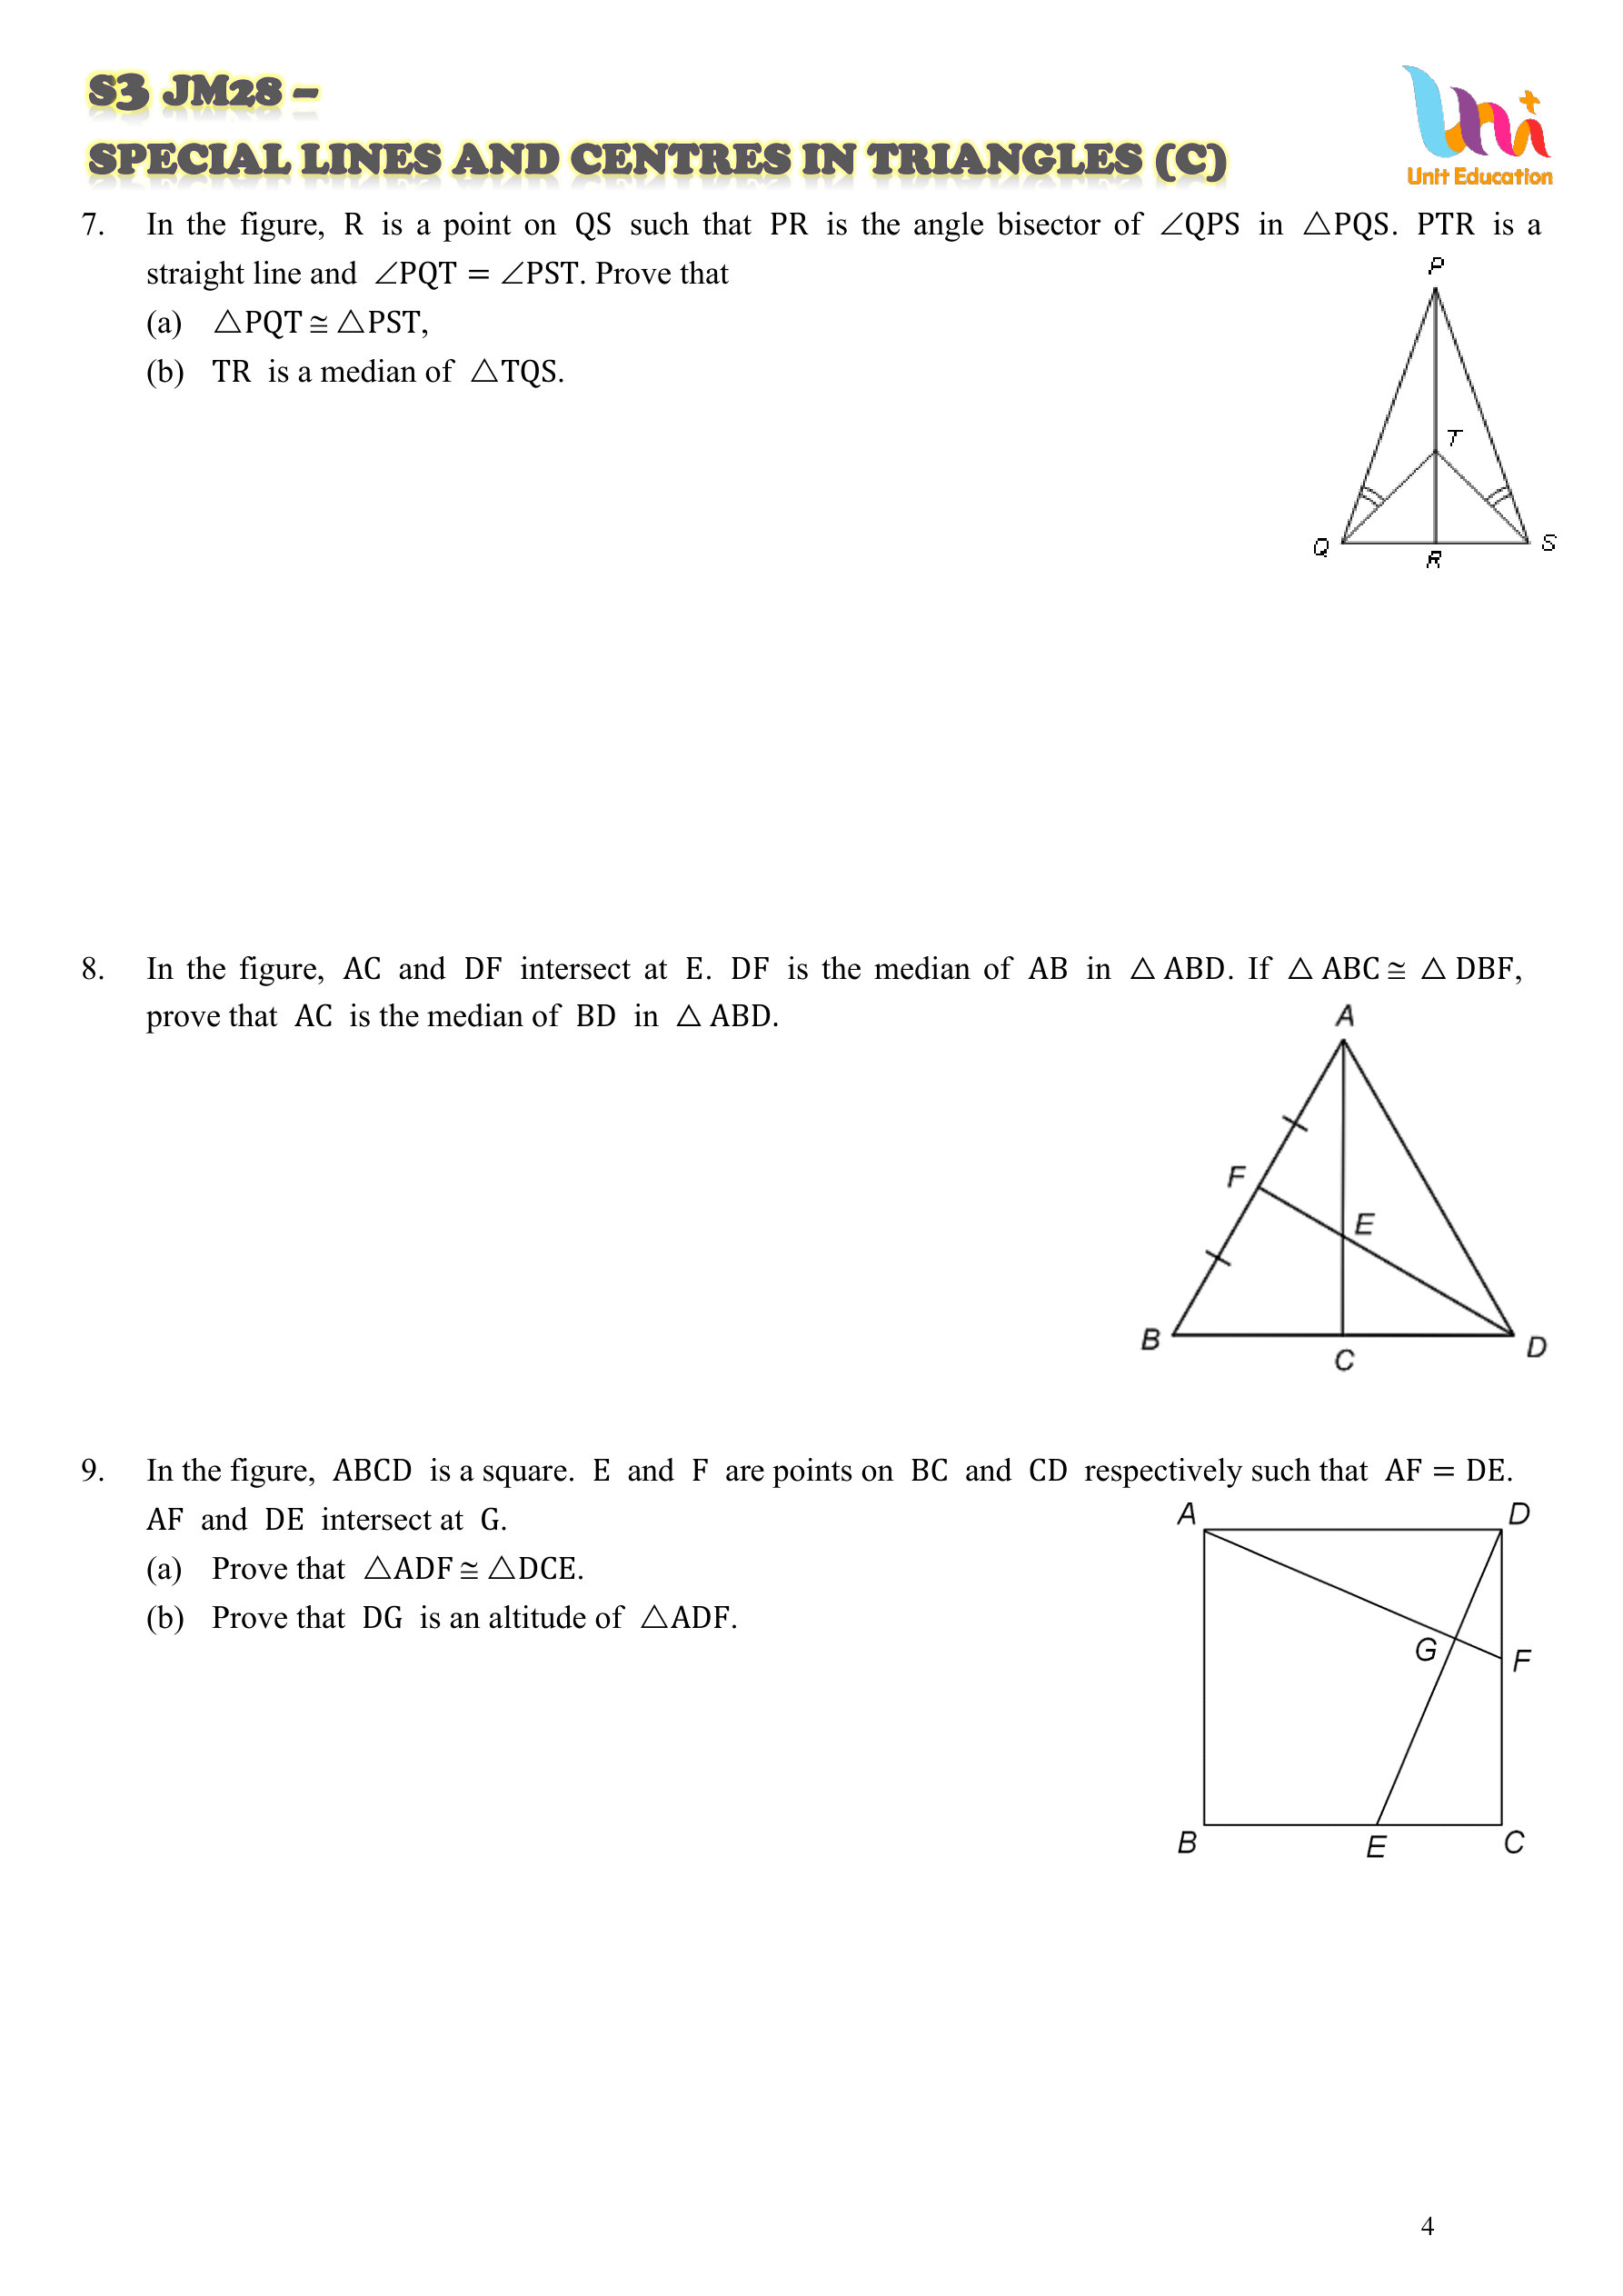 S3 JM28 –
SPECIAL LINES AND CENTRES IN TRIANGLES (C)
Unit Education
7. In the figure, R is a point on QS such that PR is the angle bisector of ∠QPS in △PQS. PTR is a
straight line and ∠PQT = ∠PST. Prove that
(a) △PQT ≅ △PST,
(b) TR is a median of △TQS.
P
T
Q
R
S
8. In the figure, AC and DF intersect at E. DF is the median of AB in △ ABD. If △ ABC ≅ △ DBF,
prove that AC is the median of BD in △ ABD.
A
F
E
B
C
D
9. In the figure, ABCD is a square. E and F are points on BC and CD respectively such that AF = DE.
AF and DE intersect at G.
(a) Prove that △ADF ≅ △DCE.
(b) Prove that DG is an altitude of △ADF.
A
D
G
F
B
E
C
4